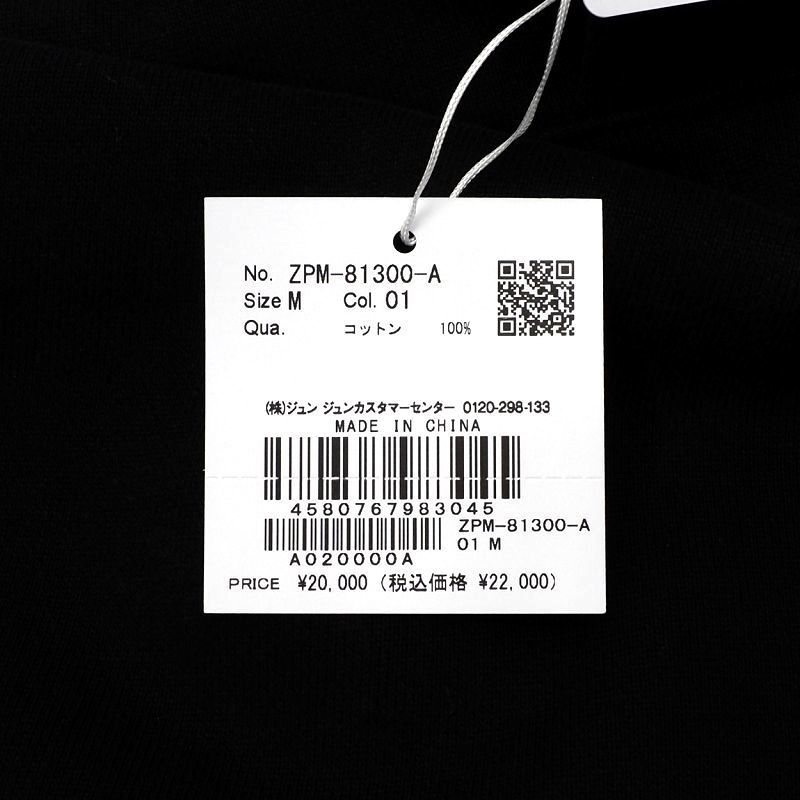 No. ZPM-81300-A
Size M Col. 01
Qua. コットン 100%
(株)ジュン ジュンカスタマーセンター 0120-298-133
MADE IN CHINA
4580767983045
ZPM-81300-A
01 M
A020000A
PRICE ¥20,000 (税込価格 ¥22,000)